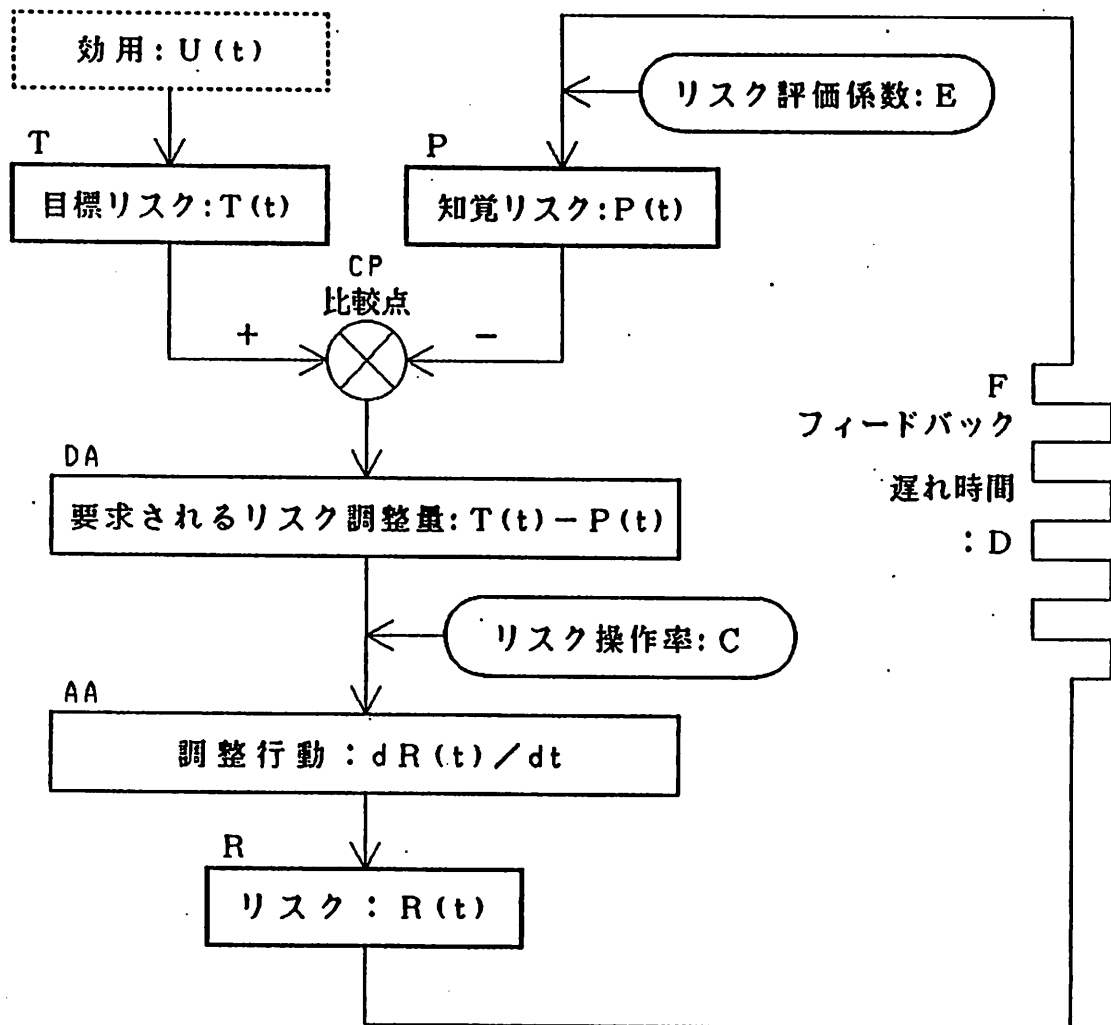 効用：U(t)
リスク評価係数：E
T
P
目標リスク：T(t)
知覚リスク：P(t)
CP
比較点
+
−
F
フィードバック
DA
遅れ時間
要求されるリスク調整量：T(t)−P(t)
：D
リスク操作率：C
AA
調整行動：dR(t)／dt
R
リスク：R(t)